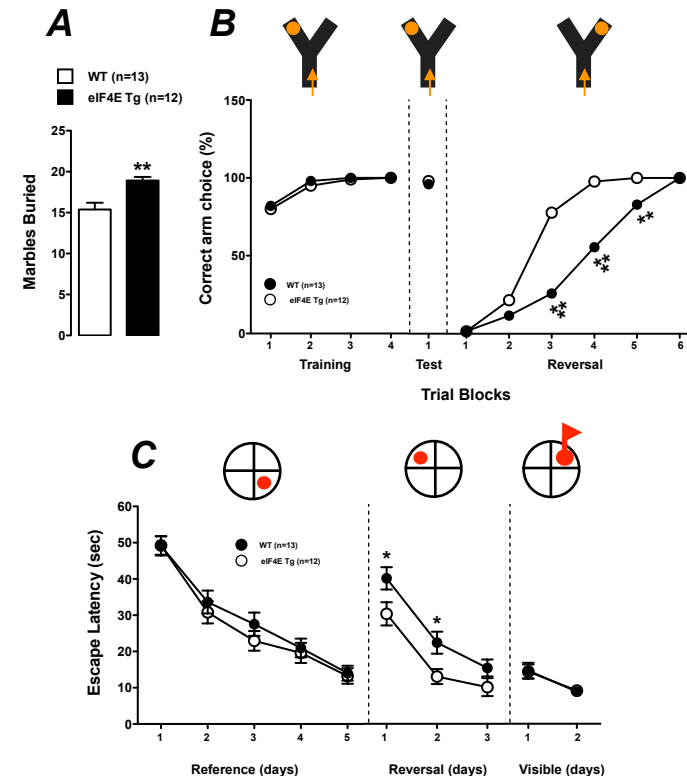 A
WT (n=13)
eIF4E Tg (n=12)
Marbles Buried
25
20
15
10
5
0
**
B
Correct arm choice (%)
150
100
50
0
WT (n=13)
eIF4E Tg (n=12)
**
**
**
**
**
1 2 3 4 1 1 2 3 4 5 6
Training Test Reversal
Trial Blocks
C
Escape Latency (sec)
60
50
40
30
20
10
0
WT (n=13)
eIF4E Tg (n=12)
*
*
1 2 3 4 5 1 2 3 1 2
Reference (days) Reversal (days) Visible (days)